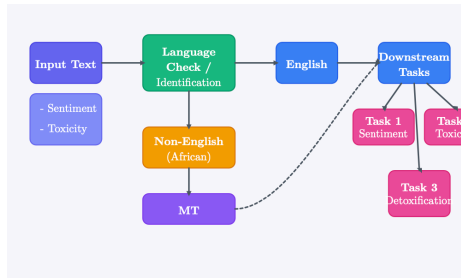 Input Text
- Sentiment
- Toxicity
Language
Check /
Identification
English
Downstream
Tasks
Non-English
(African)
MT
Task 1
Sentiment
Task
Task 3
Detoxification